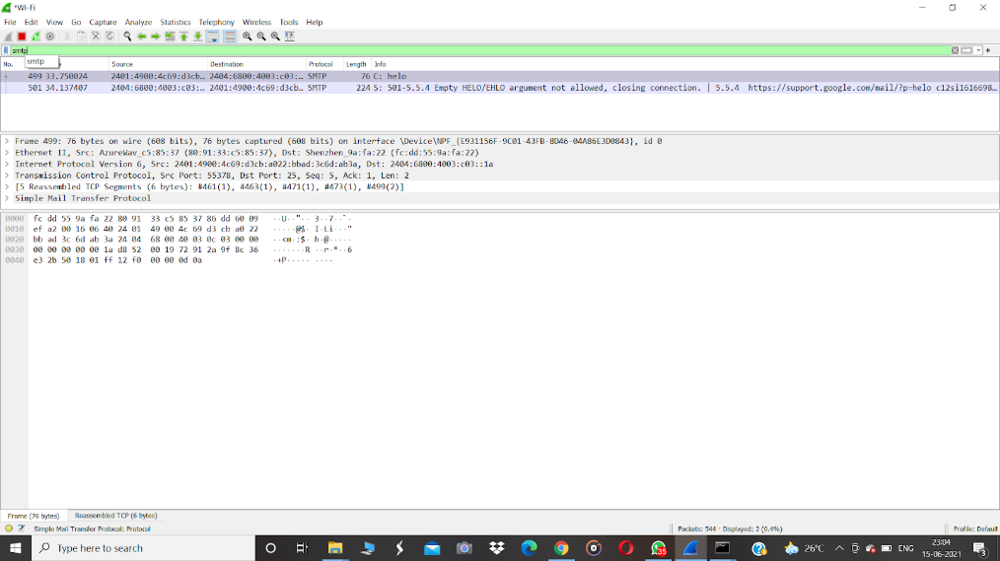 *Wi-Fi
File Edit View Go Capture Analyze Statistics Telephony Wireless Tools Help
smtp
smtp
No. Source Destination Protocol Length Info
499 33.750024 2401:4900:4c69:d3cb… 2404:6800:4003:c03:… SMTP 76 C: helo
501 34.137407 2404:6800:4003:c03:… 2401:4900:4c69:d3cb… SMTP 224 S: 501-5.5.4 Empty HELO/EHLO argument not allowed, closing connection. | 5.5.4 https://support.google.com/mail/?p=helo c12si1616698…
Frame 499: 76 bytes on wire (608 bits), 76 bytes captured (608 bits) on interface \Device\NPF_{E931156F-9C01-43FB-8D46-04A86E3D0843}, id 0
Ethernet II, Src: AzureWav_c5:85:37 (80:91:33:c5:85:37), Dst: Shenzhen_9a:fa:22 (fc:dd:55:9a:fa:22)
Internet Protocol Version 6, Src: 2401:4900:4c69:d3cb:a022:bbad:3c6d:ab3a, Dst: 2404:6800:4003:c03::1a
Transmission Control Protocol, Src Port: 55378, Dst Port: 25, Seq: 5, Ack: 1, Len: 2
[5 Reassembled TCP Segments (6 bytes): #461(1), #463(1), #471(1), #473(1), #499(2)]
Simple Mail Transfer Protocol
0000 fc dd 55 9a fa 22 80 91 33 c5 85 37 86 dd 60 09 ··U··"·· 3··7··`·
0010 ef a2 00 16 06 40 24 01 49 00 4c 69 d3 cb a0 22 ·····@$· I·Li···"
0020 bb ad 3c 6d ab 3a 24 04 68 00 40 03 0c 03 00 00 ··<m·:$· h·@·····
0030 00 00 00 00 00 1a d8 52 00 19 72 91 2a 9f 8c 36 ·······R ··r·*··6
0040 e3 2b 50 18 01 ff 12 f0 00 00 0d 0a ·+P····· ····
Frame (76 bytes) Reassembled TCP (6 bytes)
Simple Mail Transfer Protocol: Protocol Packets: 544 · Displayed: 2 (0.4%) Profile: Default
Type here to search 35 26°C ENG 23:04 15-06-2021 3